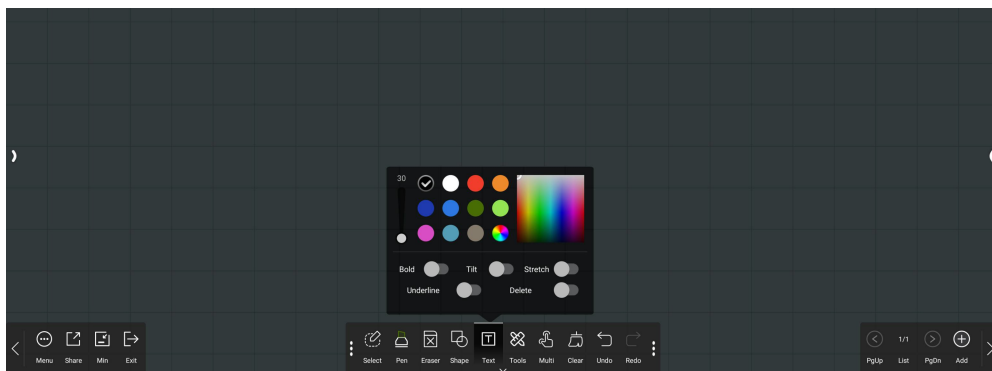 30
Bold Tilt Stretch
Underline Delete
Menu Share Min Exit
Select Pen Eraser Shape Text Tools Multi Clear Undo Redo
1/1
PgUp List PgDn Add